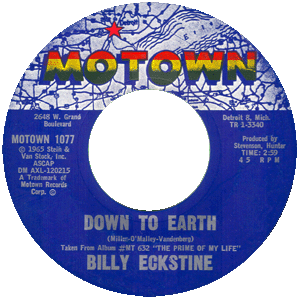 MOTOWN
2648 W. Grand
Boulevard
Detroit 8, Mich.
TR 1-3340
MOTOWN 1077
© 1965 Stein &
Van Stock, Inc.
ASCAP
DM AXL-120215
A Trademark of
Motown Records
Corp. ©
Produced by
Stevenson, Hunter
TIME: 2:59
45 RPM
DOWN TO EARTH
(Miller-O'Malley-Vandenberg)
Taken From Album #MT 632 "THE PRIME OF MY LIFE"
BILLY ECKSTINE